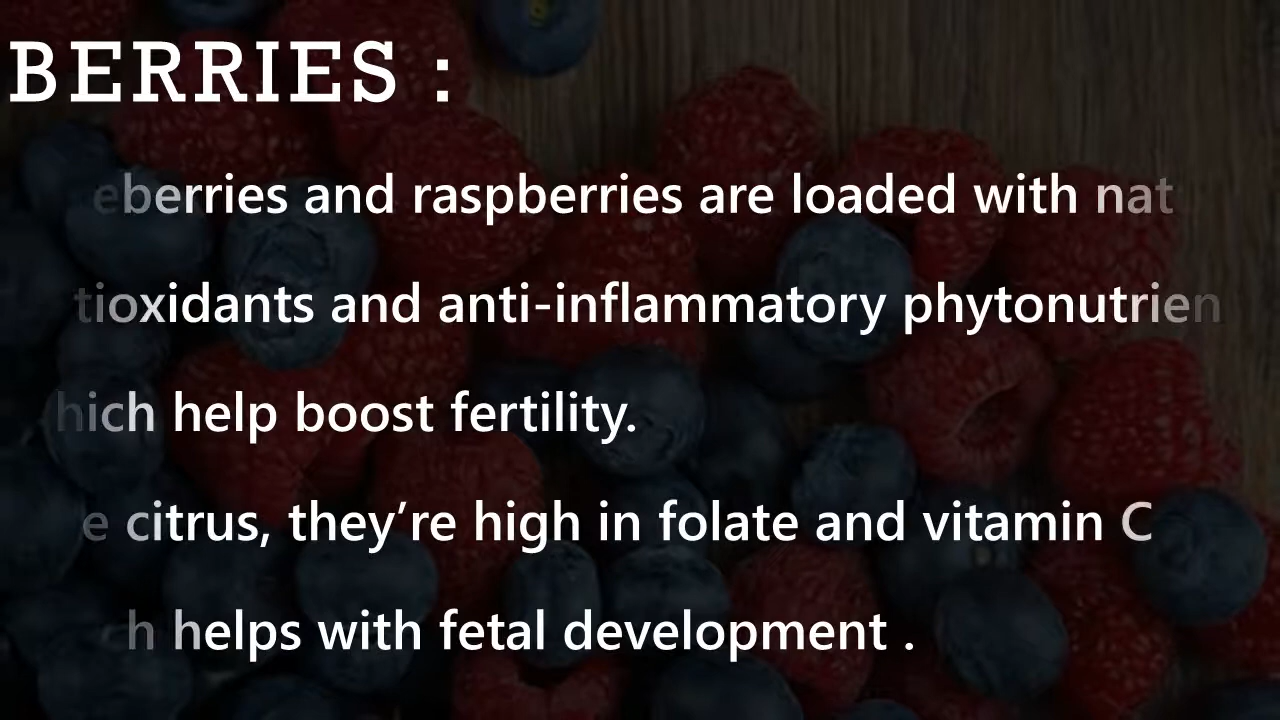 BERRIES :
eberries and raspberries are loaded with nat
tioxidants and anti-inflammatory phytonutrien
hich help boost fertility.
e citrus, they’re high in folate and vitamin C
h helps with fetal development .